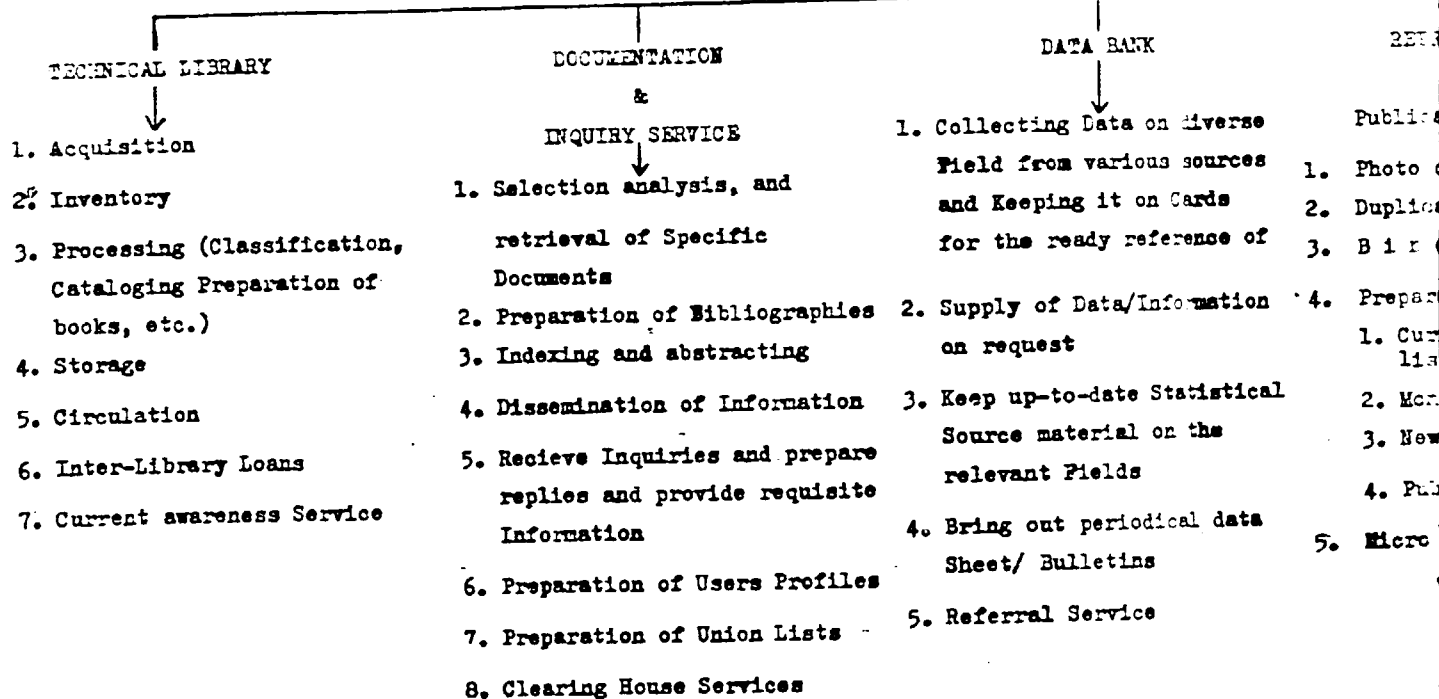 TECHNICAL LIBRARY
1. Acquisition
2. Inventory
3. Processing (Classification,
Cataloging Preparation of
books, etc.)
4. Storage
5. Circulation
6. Inter-Library Loans
7. Current awareness Service
DOCUMENTATION
&
INQUIRY SERVICE
1. Selection analysis, and
retrieval of Specific
Documents
2. Preparation of Bibliographies
3. Indexing and abstracting
4. Dissemination of Information
5. Recieve Inquiries and prepare
replies and provide requisite
Information
6. Preparation of Users Profiles
7. Preparation of Union Lists
8. Clearing House Services
DATA BANK
1. Collecting Data on diverse
Field from various sources
and Keeping it on Cards
for the ready reference of
2. Supply of Data/Information
on request
3. Keep up-to-date Statistical
Source material on the
relevant Fields
4. Bring out periodical data
Sheet/ Bulletins
5. Referral Service
1. Photo
2.
3. B i
4.
1.
2.
3.
4.
5. Micro